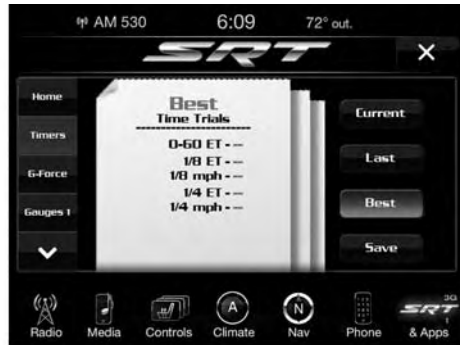 AM 530
6:09
72° out.
SRT
Home
Timers
G-Force
Gauges 1
Best
Time Trials
0-60 ET - --
1/8 ET - --
1/8 mph - --
1/4 ET - --
1/4 mph - --
Current
Last
Best
Save
Radio
Media
Controls
A
Climate
N
Nav
Phone
3G
SRT
& Apps